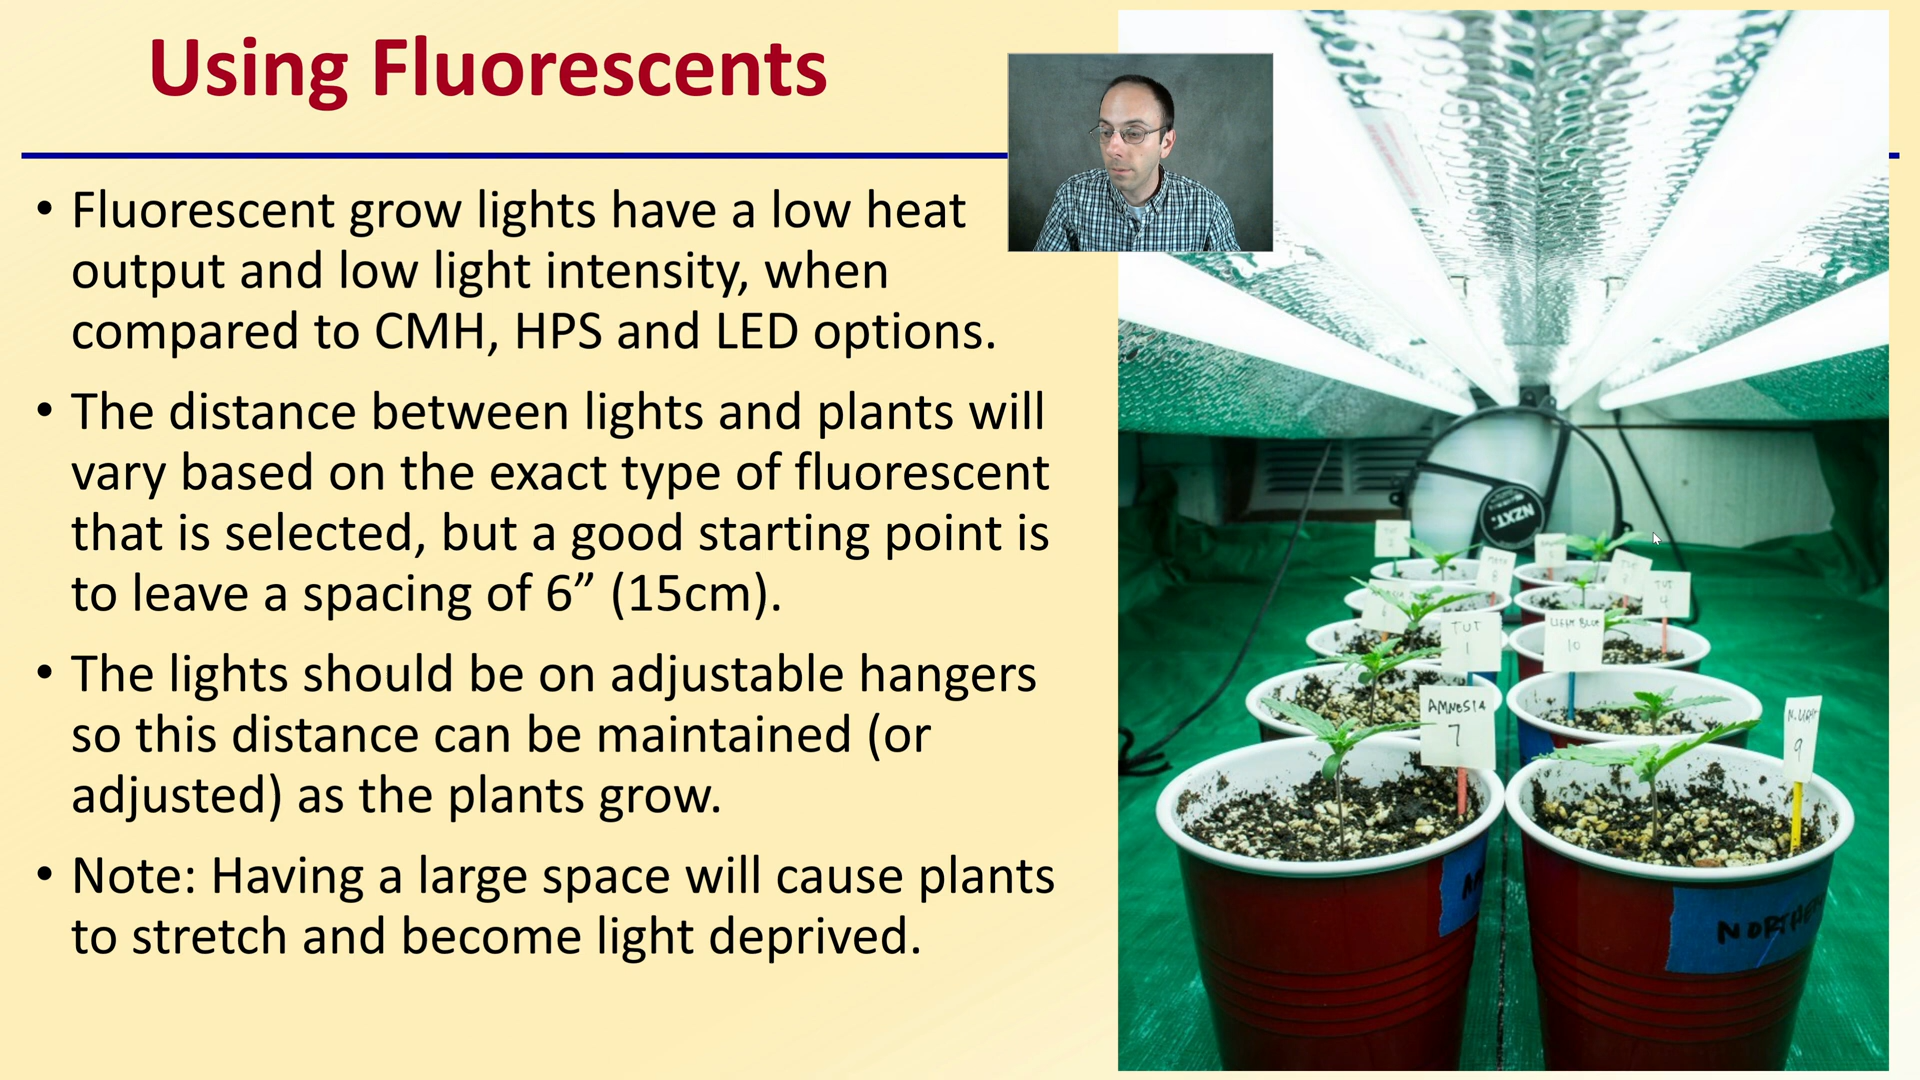 Using Fluorescents
• Fluorescent grow lights have a low heat
output and low light intensity, when
compared to CMH, HPS and LED options.
• The distance between lights and plants will
vary based on the exact type of fluorescent
that is selected, but a good starting point is
to leave a spacing of 6” (15cm).
• The lights should be on adjustable hangers
so this distance can be maintained (or
adjusted) as the plants grow.
• Note: Having a large space will cause plants
to stretch and become light deprived.
NZXT
TUT
4
TUT
1
10
AMNESIA
7
9